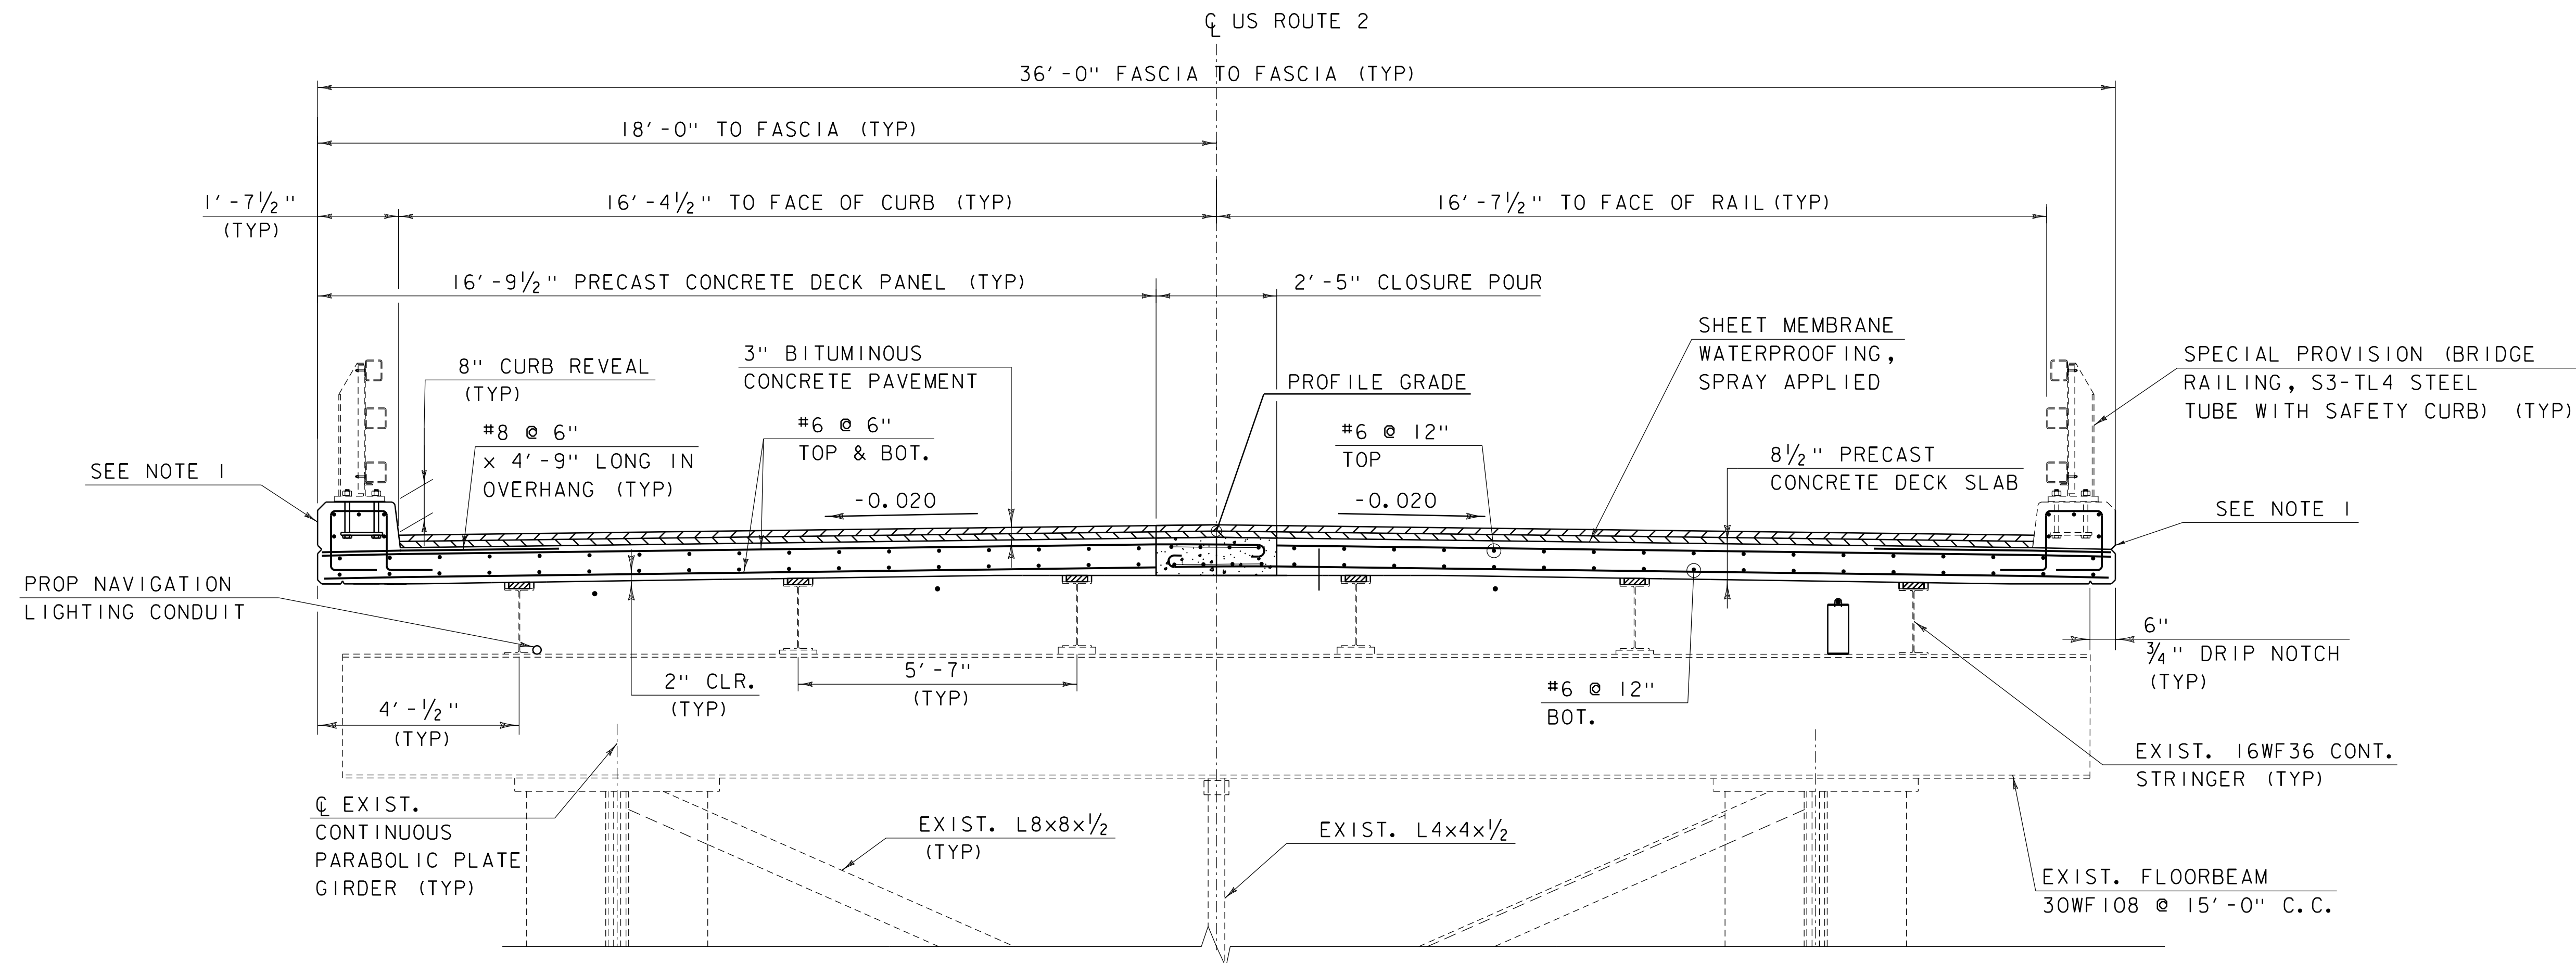 ℄ US ROUTE 2
36'-0" FASCIA TO FASCIA (TYP)
18'-0" TO FASCIA (TYP)
1'-7½"
(TYP)
16'-4½" TO FACE OF CURB (TYP)
16'-7½" TO FACE OF RAIL (TYP)
16'-9½" PRECAST CONCRETE DECK PANEL (TYP)
2'-5" CLOSURE POUR
8" CURB REVEAL
(TYP)
3" BITUMINOUS
CONCRETE PAVEMENT
PROFILE GRADE
SHEET MEMBRANE
WATERPROOFING,
SPRAY APPLIED
SPECIAL PROVISION (BRIDGE
RAILING, S3-TL4 STEEL
TUBE WITH SAFETY CURB) (TYP)
#8 @ 6"
x 4'-9" LONG IN
OVERHANG (TYP)
#6 @ 6"
TOP & BOT.
#6 @ 12"
TOP
8½" PRECAST
CONCRETE DECK SLAB
SEE NOTE 1
-0.020
-0.020
SEE NOTE 1
PROP NAVIGATION
LIGHTING CONDUIT
4'-½"
(TYP)
2" CLR.
(TYP)
5'-7"
(TYP)
#6 @ 12"
BOT.
6"
¾" DRIP NOTCH
(TYP)
EXIST. 16WF36 CONT.
STRINGER (TYP)
℄ EXIST.
CONTINUOUS
PARABOLIC PLATE
GIRDER (TYP)
EXIST. L8x8x½
(TYP)
EXIST. L4x4x½
EXIST. FLOORBEAM
30WF108 @ 15'-0" C.C.